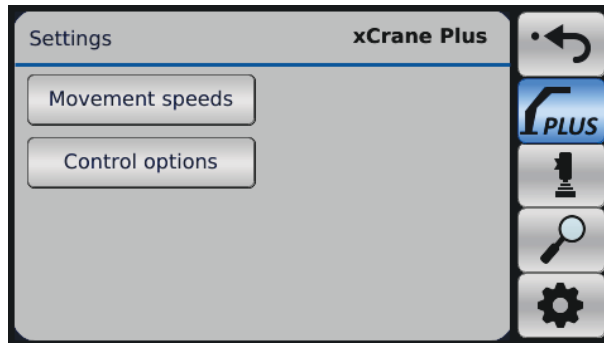 Settings
xCrane Plus
Movement speeds
PLUS
Control options